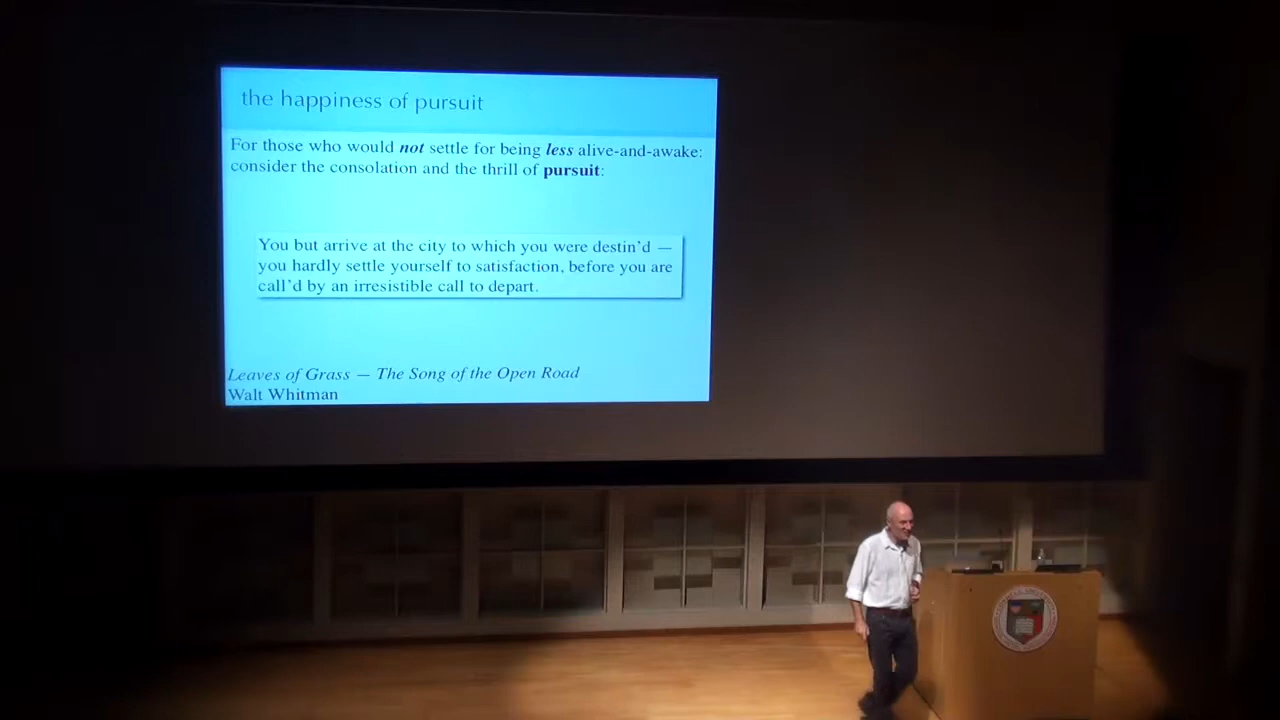 the happiness of pursuit
For those who would not settle for being less alive-and-awake:
consider the consolation and the thrill of pursuit:
You but arrive at the city to which you were destin'd —
you hardly settle yourself to satisfaction, before you are
call'd by an irresistible call to depart.
Leaves of Grass — The Song of the Open Road
Walt Whitman